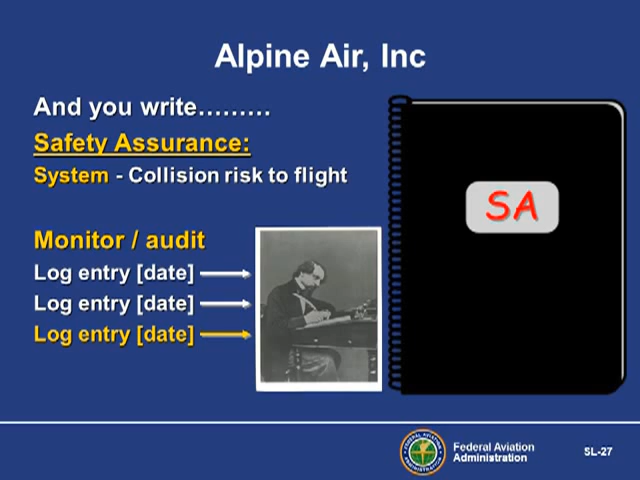 Alpine Air, Inc
And you write………
Safety Assurance:
System - Collision risk to flight
SA
Monitor / audit
Log entry [date]
Log entry [date]
Log entry [date]
Federal Aviation
Administration
SL-27